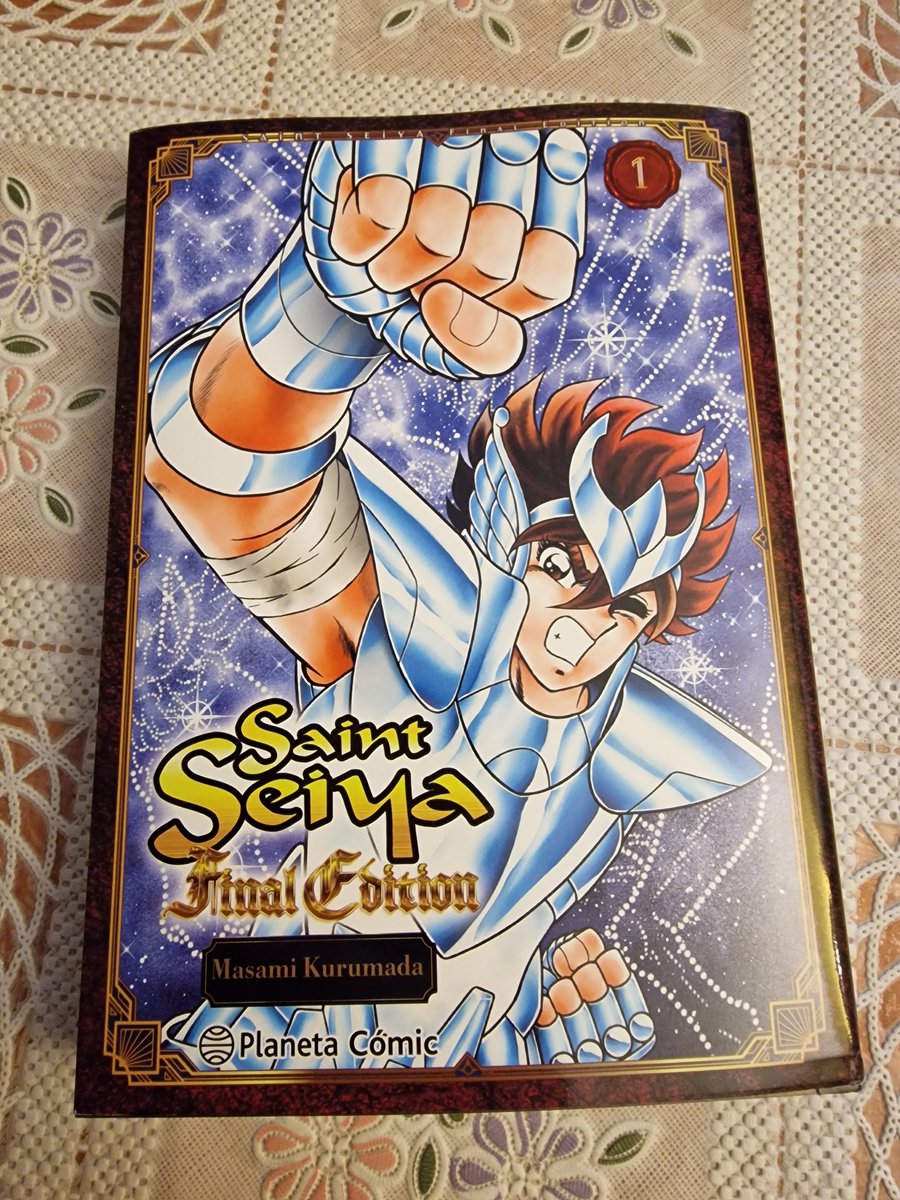 SAINT SEIYA Final Edition
1
Saint
Seiya
Final Edition
Masami Kurumada
Planeta Cómic